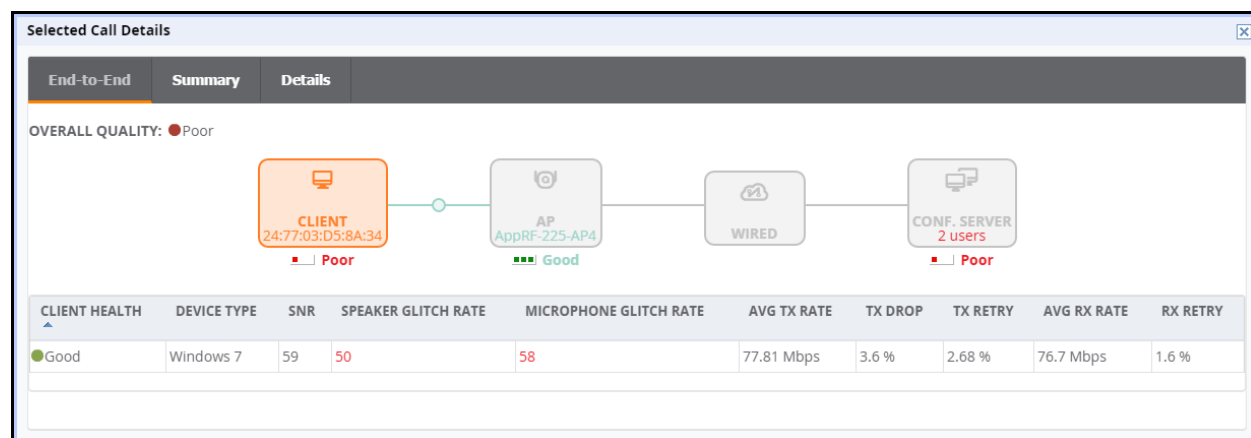 Selected Call Details
End-to-End Summary Details
OVERALL QUALITY: Poor
CLIENT
24:77:03:D5:8A:34
Poor
AP
AppRF-225-AP4
Good
WIRED
CONF. SERVER
2 users
Poor
CLIENT HEALTH DEVICE TYPE SNR SPEAKER GLITCH RATE MICROPHONE GLITCH RATE AVG TX RATE TX DROP TX RETRY AVG RX RATE RX RETRY
Good Windows 7 59 50 58 77.81 Mbps 3.6 % 2.68 % 76.7 Mbps 1.6 %